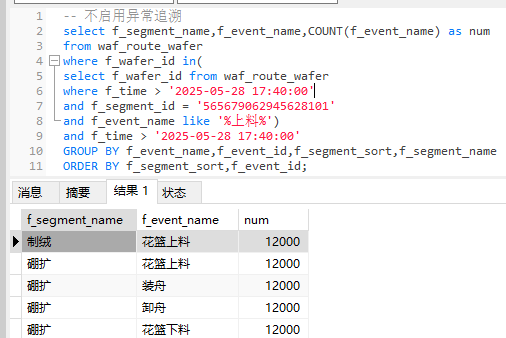 1 -- 不启用异常追溯
2 select f_segment_name,f_event_name,COUNT(f_event_name) as num
3 from waf_route_wafer
4 where f_wafer_id in(
5 select f_wafer_id from waf_route_wafer
6 where f_time > '2025-05-28 17:40:00'
7 and f_segment_id = '565679062945628101'
8 and f_event_name like '%上料%')
9 and f_time > '2025-05-28 17:40:00'
10 GROUP BY f_event_name,f_event_id,f_segment_sort,f_segment_name
11 ORDER BY f_segment_sort,f_event_id;
消息 摘要 结果 1 状态
f_segment_name f_event_name num
制绒 花篮上料 12000
硼扩 花篮上料 12000
硼扩 装舟 12000
硼扩 卸舟 12000
硼扩 花篮下料 12000